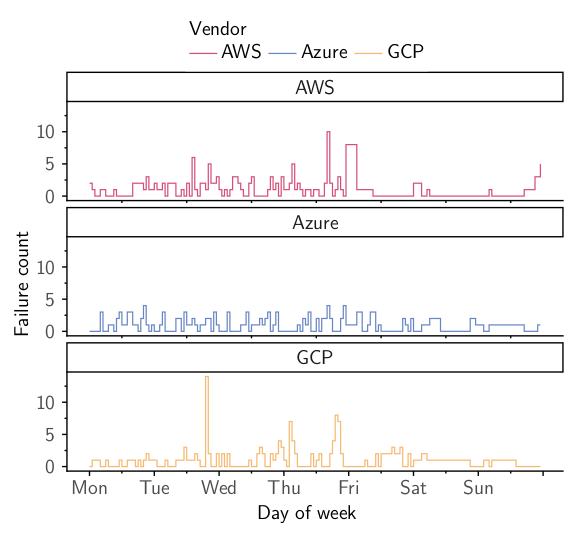 Vendor
AWS Azure GCP
AWS
10
5
0
Azure
10
5
0
GCP
10
5
0
Failure count
Mon Tue Wed Thu Fri Sat Sun
Day of week